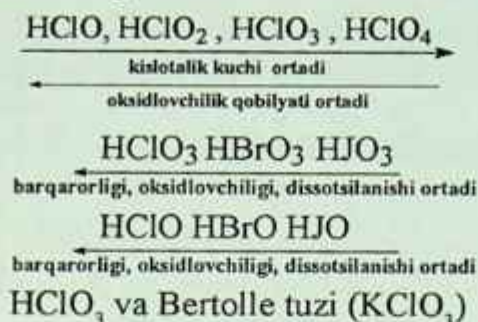 HClO, HClO₂ , HClO₃ , HClO₄
kislotalik kuchi ortadi
oksidlovchilik qobilyati ortadi
HClO₃ HBrO₃ HJO₃
barqarorligi, oksidlovchiligi, dissotsilanishi ortadi
HClO HBrO HJO
barqarorligi, oksidlovchiligi, dissotsilanishi ortadi
HClO₃ va Bertolle tuzi (KClO₃)